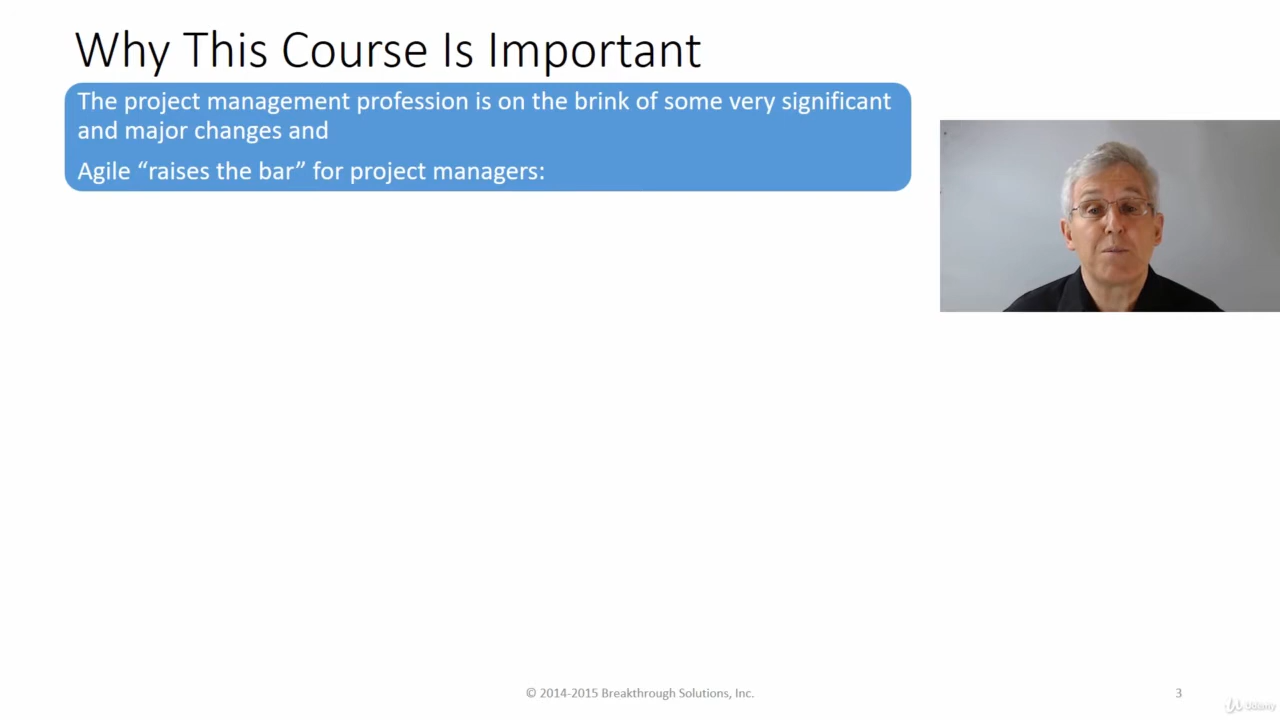 Why This Course Is Important
The project management profession is on the brink of some very significant
and major changes and
Agile “raises the bar” for project managers:
© 2014-2015 Breakthrough Solutions, Inc.
3
Udemy